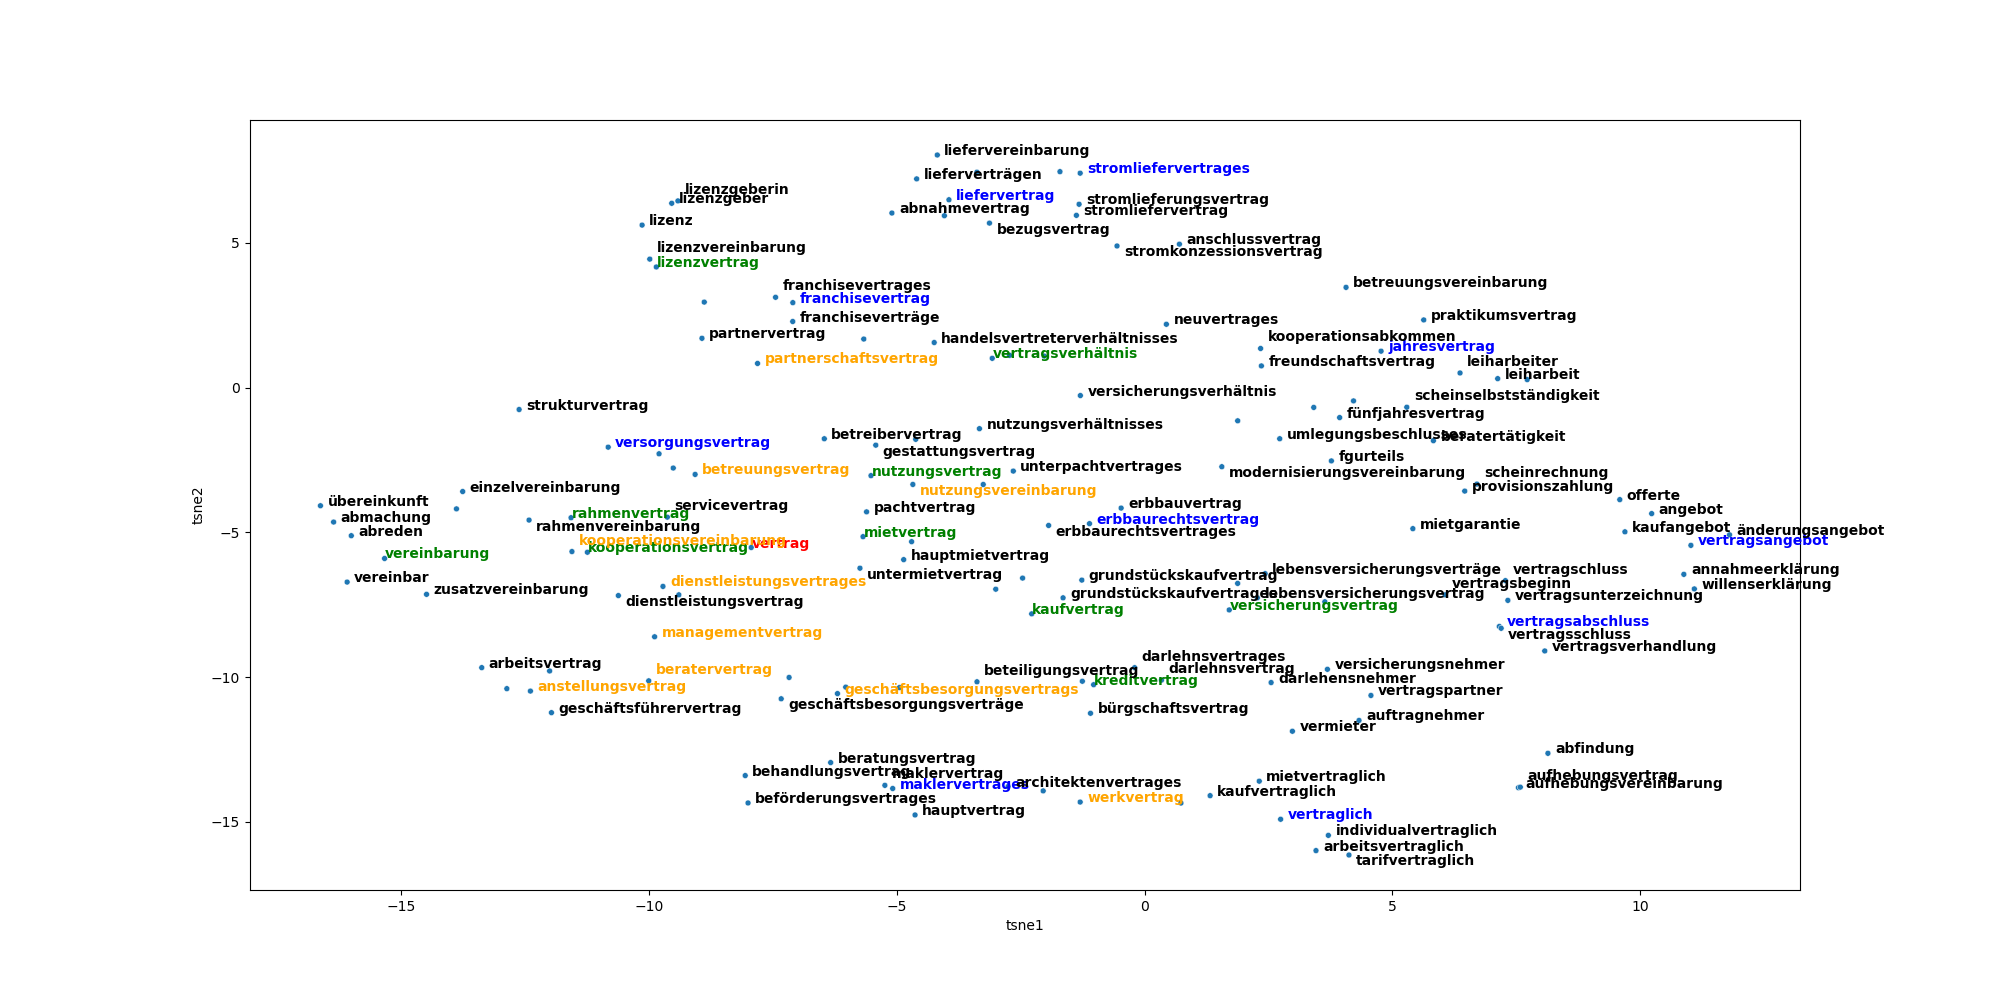 liefervereinbarung
stromliefervertrages
lieferverträgen
lizenzgeberin
lizenzgeber
liefervertrag
stromlieferungsvertrag
abnahmevertrag
stromliefervertrag
lizenz
bezugsvertrag
anschlussvertrag
lizenzvereinbarung
stromkonzessionsvertrag
lizenzvertrag
betreuungsvereinbarung
franchisevertrages
franchisevertrag
franchiseverträge
neuvertrages
praktikumsvertrag
partnervertrag
handelsvertreterverhältnisses
kooperationsabkommen
jahresvertrag
vertragsverhältnis
partnerschaftsvertrag
freundschaftsvertrag
leiharbeiter
leiharbeit
versicherungsverhältnis
scheinselbstständigkeit
strukturvertrag
fünfjahresvertrag
nutzungsverhältnisses
betreibervertrag
umlegungsbeschlusses
beratertätigkeit
versorgungsvertrag
gestattungsvertrag
fgurteils
betreuungsvertrag
nutzungsvertrag
unterpachtvertrages
modernisierungsvereinbarung
scheinrechnung
einzelvereinbarung
nutzungsvereinbarung
provisionszahlung
offerte
übereinkunft
servicevertrag
pachtvertrag
erbbauvertrag
angebot
abmachung
rahmenvertrag
erbbaurechtsvertrag
rahmenvereinbarung
mietgarantie
kaufangebot
änderungsangebot
abreden
mietvertrag
erbbaurechtsvertrages
kooperationsvereinbarung
vertragsangebot
kooperationsvertrag
vertrag
vereinbarung
hauptmietvertrag
untermietvertrag
grundstückskaufvertrag
lebensversicherungsverträge
vertragschluss
annahmeerklärung
vereinbar
zusatzvereinbarung
dienstleistungsvertrages
vertragsbeginn
willenserklärung
dienstleistungsvertrag
grundstückskaufvertrages
lebensversicherungsvertrag
vertragsunterzeichnung
kaufvertrag
versicherungsvertrag
vertragsabschluss
managementvertrag
vertragsschluss
vertragsverhandlung
arbeitsvertrag
beratervertrag
beteiligungsvertrag
darlehnsvertrages
darlehnsvertrag
versicherungsnehmer
anstellungsvertrag
geschäftsbesorgungsvertrags
kreditvertrag
darlehensnehmer
vertragspartner
geschäftsführervertrag
geschäftsbesorgungsverträge
bürgschaftsvertrag
auftragnehmer
vermieter
abfindung
beratungsvertrag
behandlungsvertrag
maklervertrag
maklervertrages
architektenvertrages
mietvertraglich
aufhebungsvertrag
aufhebungsvereinbarung
beförderungsvertrages
werkvertrag
kaufvertraglich
hauptvertrag
vertraglich
individualvertraglich
arbeitsvertraglich
tarifvertraglich
5
0
−5
−10
−15
tsne2
−15
−10
−5
0
5
10
tsne1